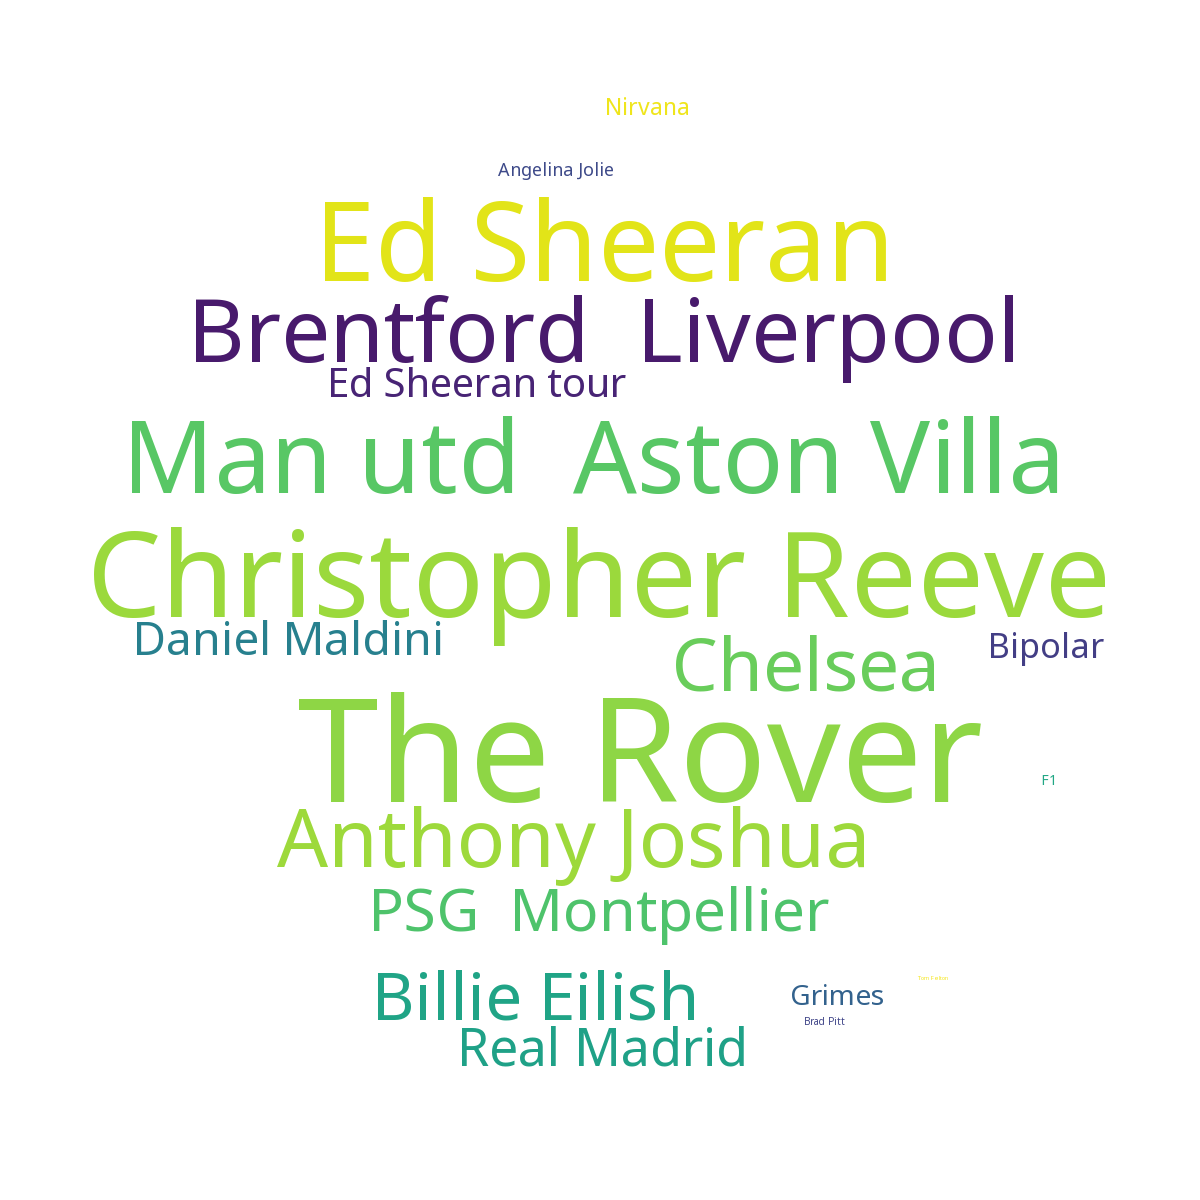 Nirvana
Angelina Jolie
Ed Sheeran
Brentford Liverpool
Ed Sheeran tour
Man utd Aston Villa
Christopher Reeve
Daniel Maldini
Chelsea
Bipolar
The Rover
F1
Anthony Joshua
PSG Montpellier
Billie Eilish
Grimes
Brad Pitt
Real Madrid